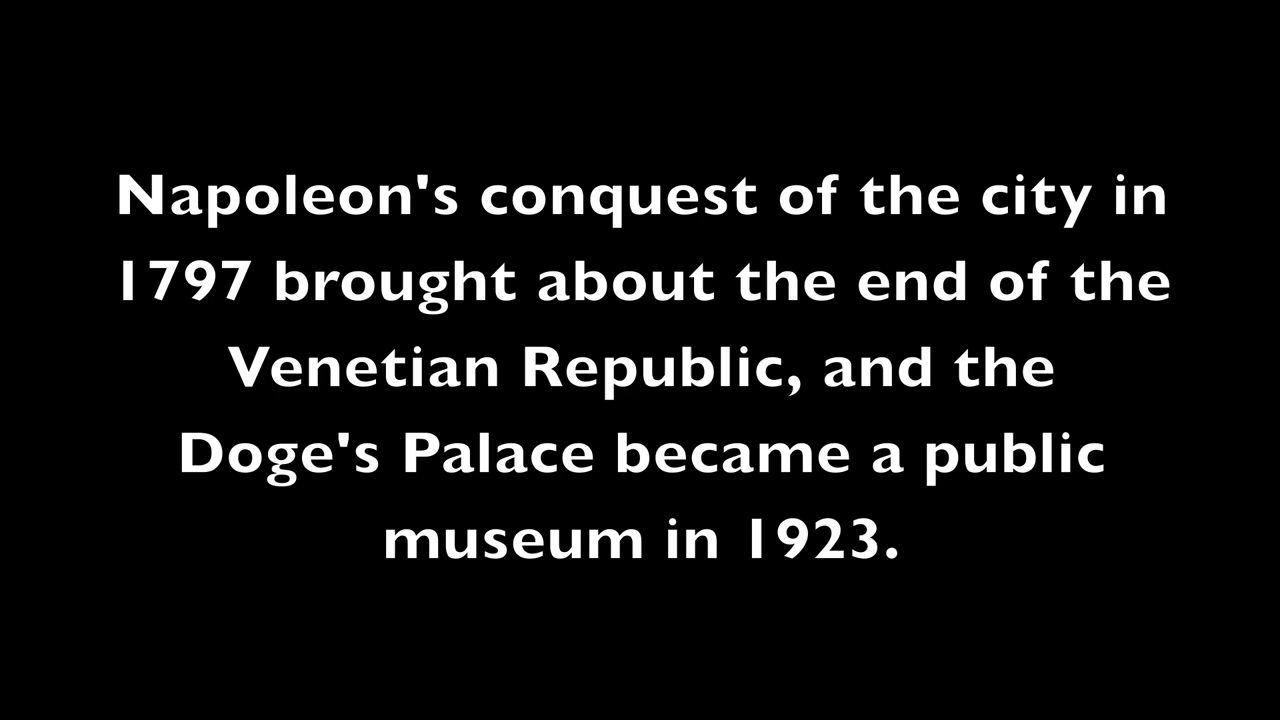 Napoleon's conquest of the city in
1797 brought about the end of the
Venetian Republic, and the
Doge's Palace became a public
museum in 1923.